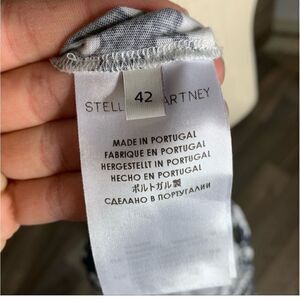 42
STELL ARTNEY
MADE IN PORTUGAL
FABRIQUE EN PORTUGAL
HERGESTELLT IN PORTUGAL
HECHO EN PORTUGAL
ポルトガル製
СДЕЛАНО В ПОРТУГАЛИИ